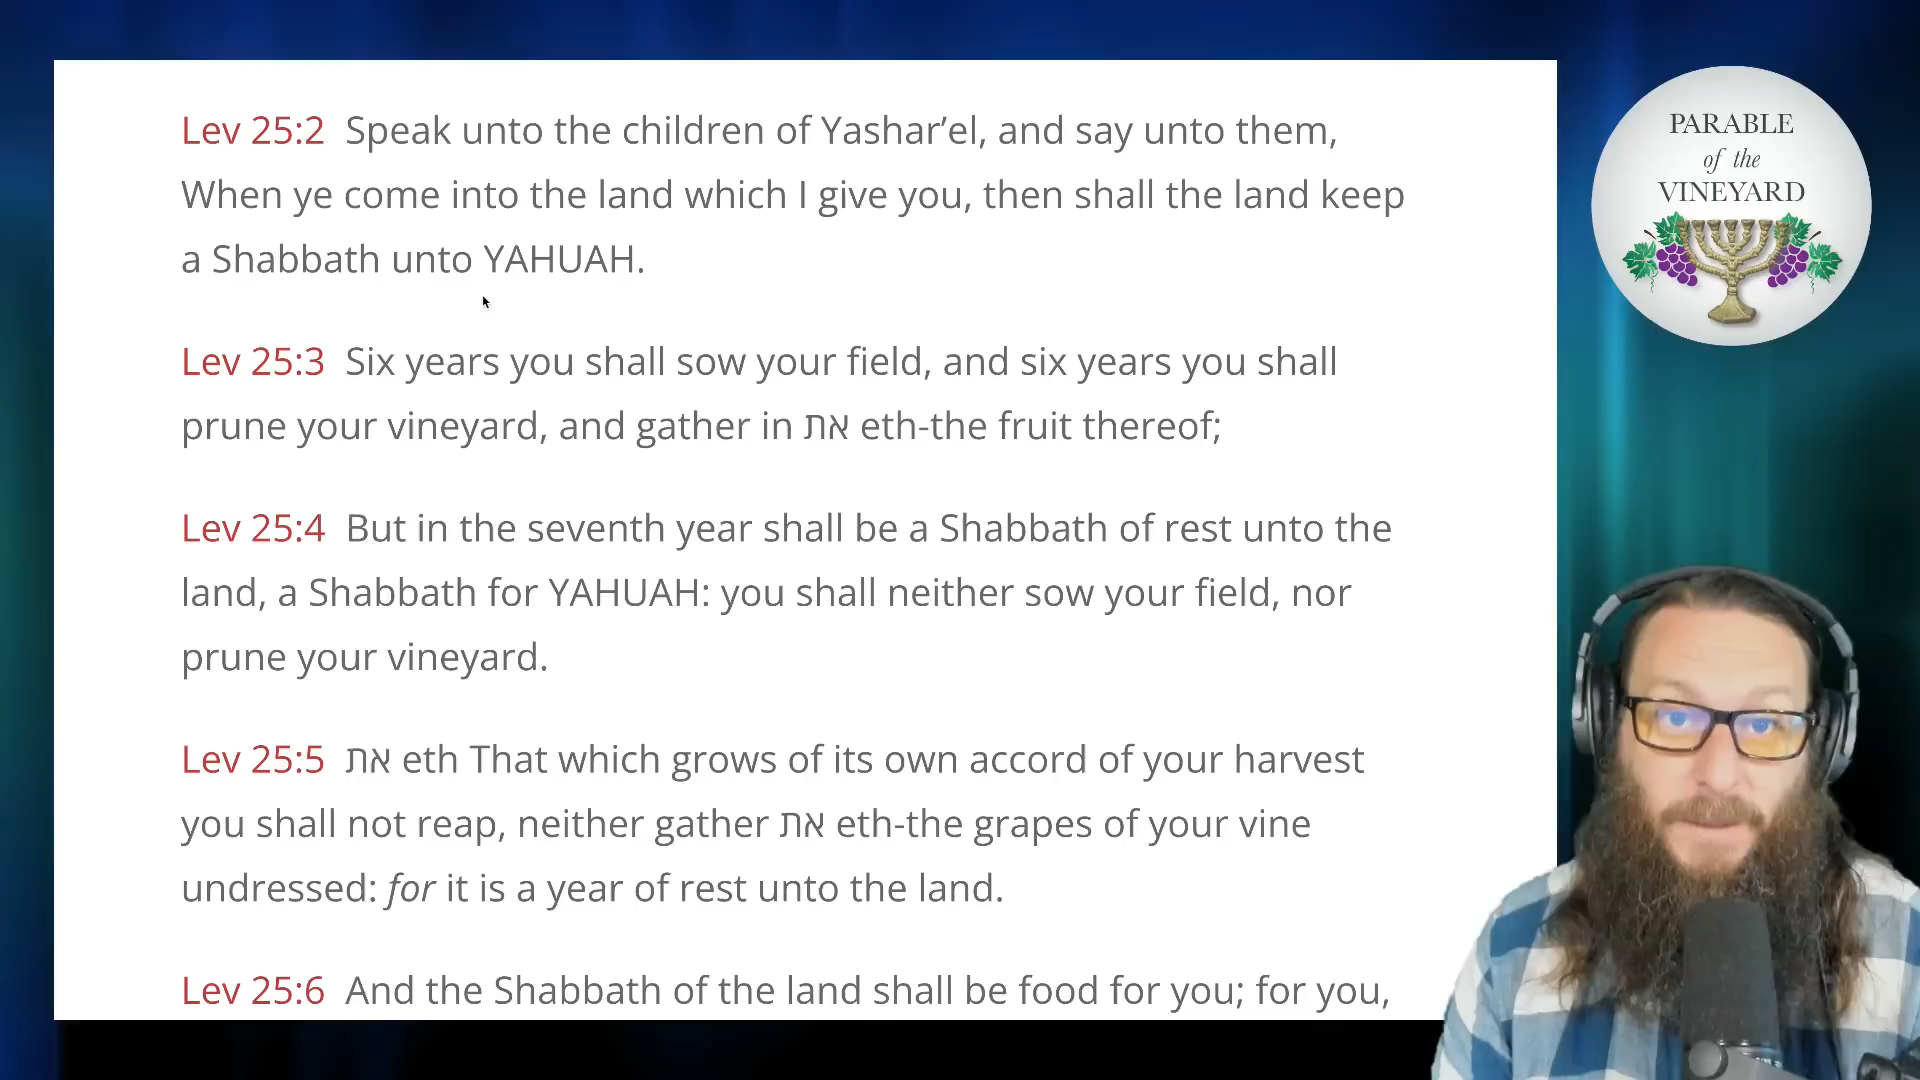 Lev 25:2 Speak unto the children of Yashar’el, and say unto them,
When ye come into the land which I give you, then shall the land keep
a Shabbath unto YAHUAH.
Lev 25:3 Six years you shall sow your field, and six years you shall
prune your vineyard, and gather in את eth-the fruit thereof;
Lev 25:4 But in the seventh year shall be a Shabbath of rest unto the
land, a Shabbath for YAHUAH: you shall neither sow your field, nor
prune your vineyard.
Lev 25:5 את eth That which grows of its own accord of your harvest
you shall not reap, neither gather את eth-the grapes of your vine
undressed: for it is a year of rest unto the land.
Lev 25:6 And the Shabbath of the land shall be food for you; for you,
PARABLE
of the
VINEYARD